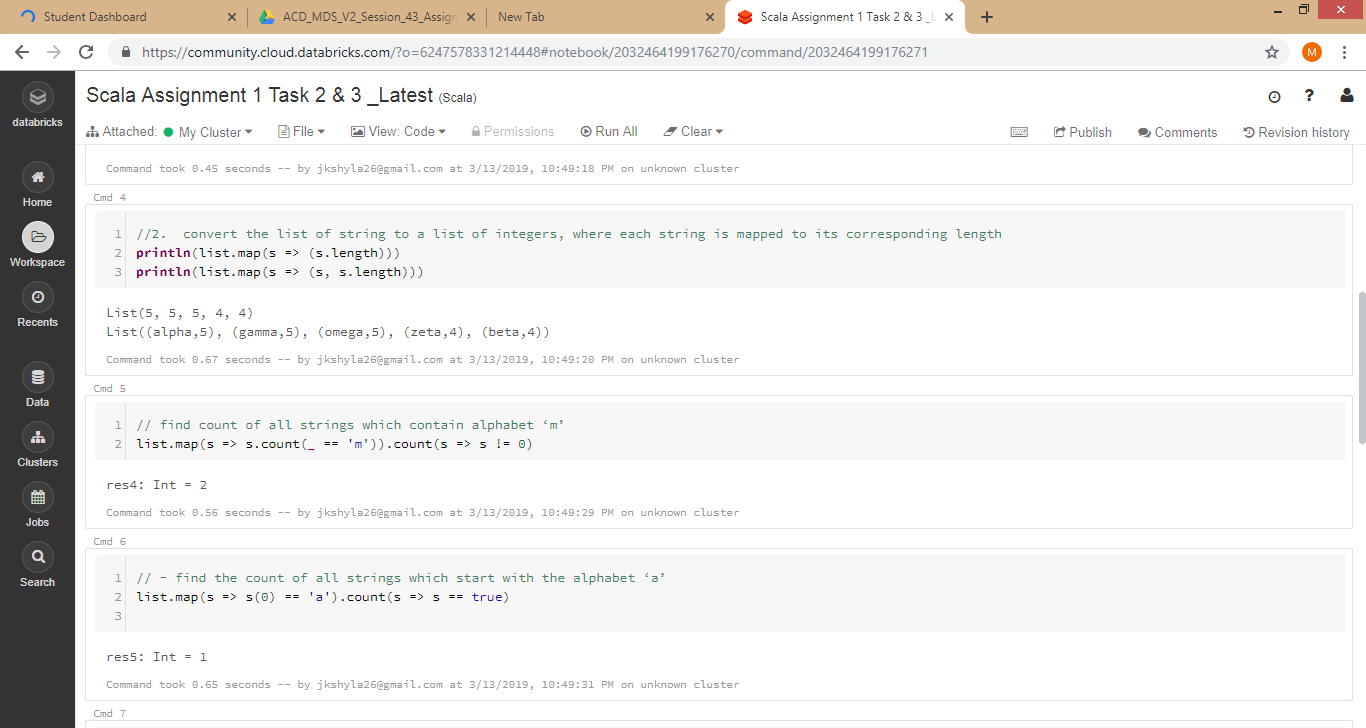 Student Dashboard
ACD_MDS_V2_Session_43_Assign
New Tab
Scala Assignment 1 Task 2 & 3 _L
https://community.cloud.databricks.com/?o=6247578331214448#notebook/2032464199176270/command/2032464199176271
M
databricks
Home
Workspace
Recents
Data
Clusters
Jobs
Search
Scala Assignment 1 Task 2 & 3 _Latest (Scala)
?
Attached: My Cluster File View: Code Permissions Run All Clear Publish Comments Revision history
Command took 0.45 seconds -- by jkshyla26@gmail.com at 3/13/2019, 10:49:18 PM on unknown cluster
Cmd 4
1 //2.  convert the list of string to a list of integers, where each string is mapped to its corresponding length
2 println(list.map(s => (s.length)))
3 println(list.map(s => (s, s.length)))
List(5, 5, 5, 4, 4)
List((alpha,5), (gamma,5), (omega,5), (zeta,4), (beta,4))
Command took 0.67 seconds -- by jkshyla26@gmail.com at 3/13/2019, 10:49:20 PM on unknown cluster
Cmd 5
1 // find count of all strings which contain alphabet ‘m’
2 list.map(s => s.count(_ == 'm')).count(s => s != 0)
res4: Int = 2
Command took 0.56 seconds -- by jkshyla26@gmail.com at 3/13/2019, 10:49:29 PM on unknown cluster
Cmd 6
1 // - find the count of all strings which start with the alphabet ‘a’
2 list.map(s => s(0) == 'a').count(s => s == true)
3
res5: Int = 1
Command took 0.65 seconds -- by jkshyla26@gmail.com at 3/13/2019, 10:49:31 PM on unknown cluster
Cmd 7